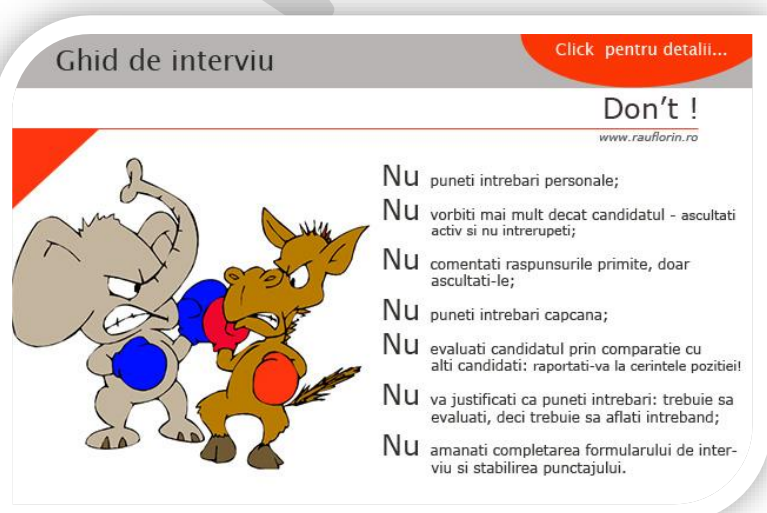 Ghid de interviu
Click pentru detalii...
Don't !
www.rauflorin.ro
Nu puneti intrebari personale;
Nu vorbiti mai mult decat candidatul - ascultati
activ si nu intrerupeti;
Nu comentati raspunsurile primite, doar
ascultati-le;
Nu puneti intrebari capcana;
Nu evaluati candidatul prin comparatie cu
alti candidati: raportati-va la cerintele pozitiei!
Nu va justificati ca puneti intrebari: trebuie sa
evaluati, deci trebuie sa aflati intreband;
Nu amanati completarea formularului de inter-
viu si stabilirea punctajului.